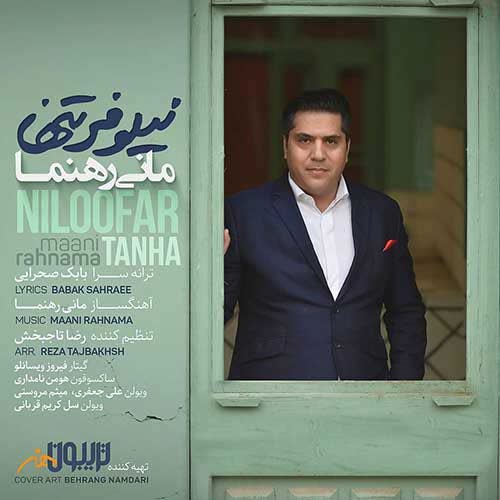 نیلوفر تنها
مانی رهنما
NILOOFAR
maani
rahnama TANHA
ترانه سرا بابک صحرایی
LYRICS BABAK SAHRAEE
آهنگساز مانی رهنما
MUSIC MAANI RAHNAMA
تنظیم کننده رضا تاجبخش
ARR. REZA TAJBAKHSH
گیتار فیروز ویسانلو
ساکسوفون هومن نامداری
ویولن علی جعفری، میثم مروستی
ویولن سل کریم قربانی
تهیه کننده تریبون هنر
COVER ART BEHRANG NAMDARI